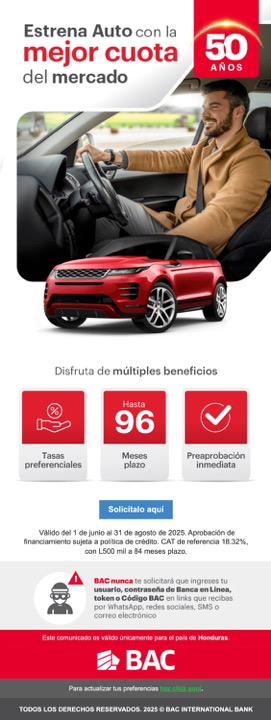 Estrena Auto con la
mejor cuota
del mercado
50
AÑOS
Disfruta de múltiples beneficios
%
Tasas
preferenciales
Hasta
96
Meses
plazo
Preaprobación
inmediata
Solicítalo aquí
Válido del 1 de junio al 31 de agosto de 2025. Aprobación de
financiamiento sujeta a política de crédito. CAT de referencia 18.32%,
con L500 mil a 84 meses plazo.
BAC nunca te solicitará que ingreses tu
usuario, contraseña de Banca en Línea,
token o Código BAC en links que recibas
por WhatsApp, redes sociales, SMS o
correo electrónico
Este comunicado es válido únicamente para el país de Honduras.
BAC
Para actualizar tus preferencias haz click aquí.
TODOS LOS DERECHOS RESERVADOS. 2025 © BAC INTERNATIONAL BANK